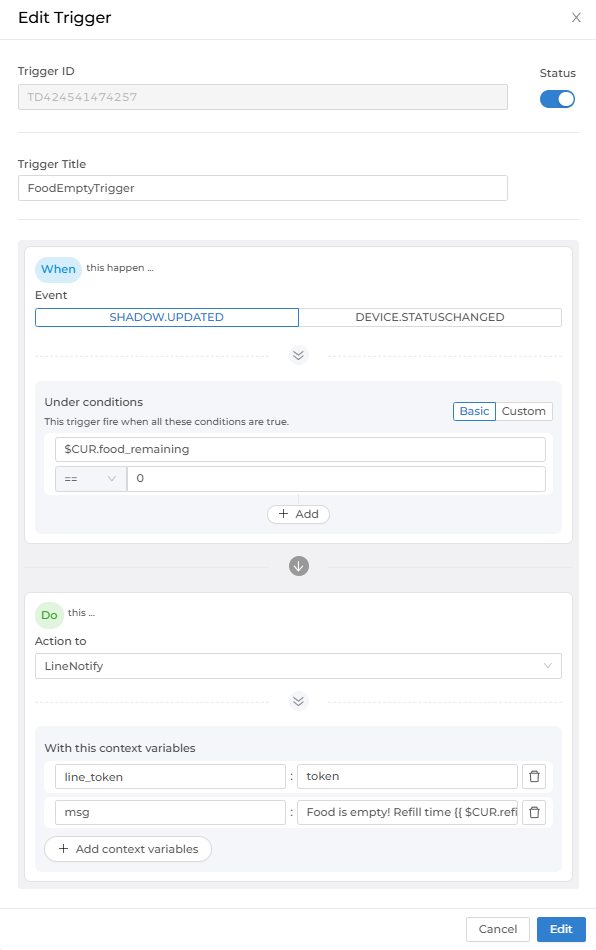 Edit Trigger
Trigger ID
Status
TD424541474257
Trigger Title
FoodEmptyTrigger
When this happen ...
Event
SHADOW.UPDATED DEVICE.STATUSCHANGED
Under conditions
Basic Custom
This trigger fire when all these conditions are true.
$CUR.food_remaining
== 0
+ Add
Do this ...
Action to
LineNotify
With this context variables
line_token : token
msg : Food is empty! Refill time {{ $CUR.refi
+ Add context variables
Cancel Edit